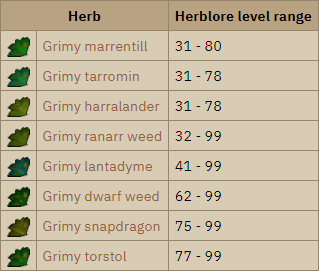 Herb Herblore level range
Grimy marrentill 31 - 80
Grimy tarromin 31 - 78
Grimy harralander 31 - 78
Grimy ranarr weed 32 - 99
Grimy lantadyme 41 - 99
Grimy dwarf weed 62 - 99
Grimy snapdragon 75 - 99
Grimy torstol 77 - 99